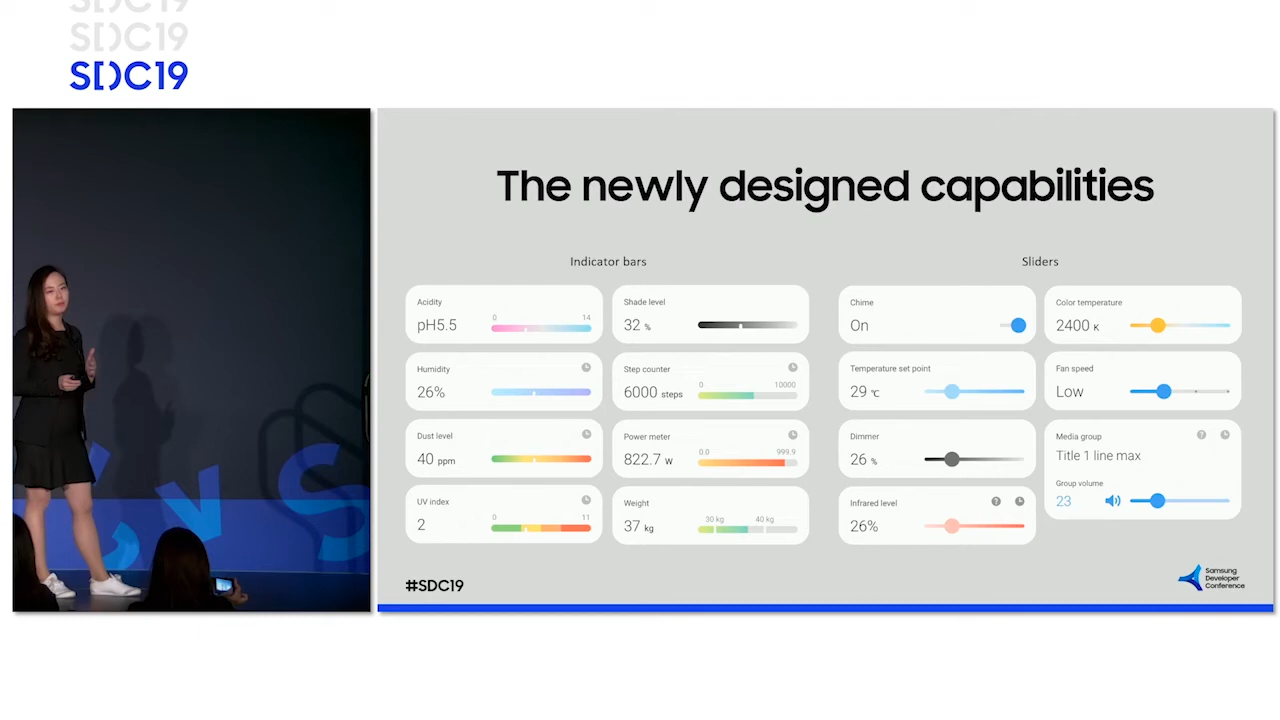 SDC19
SDC19
SDC19
The newly designed capabilities
Indicator bars
Acidity
pH5.5
0 14
Humidity
26%
Dust level
40 ppm
UV index
2
0 11
Shade level
32 %
Step counter
6000 steps
0 10000
Power meter
822.7 W
0.0 999.9
Weight
37 kg
30 kg 40 kg
Sliders
Chime
On
Temperature set point
29 ℃
Dimmer
26 %
Infrared level
?
26%
Color temperature
2400 K
Fan speed
Low
Media group
?
Title 1 line max
Group volume
23
#SDC19
Samsung
Developer
Conference